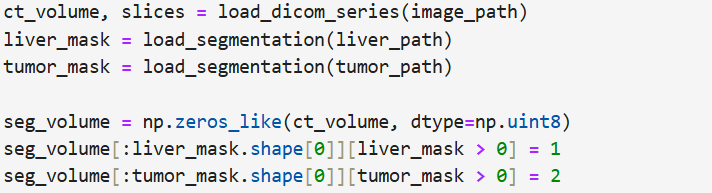 ct_volume, slices = load_dicom_series(image_path)
liver_mask = load_segmentation(liver_path)
tumor_mask = load_segmentation(tumor_path)
seg_volume = np.zeros_like(ct_volume, dtype=np.uint8)
seg_volume[:liver_mask.shape[0]][liver_mask > 0] = 1
seg_volume[:tumor_mask.shape[0]][tumor_mask > 0] = 2